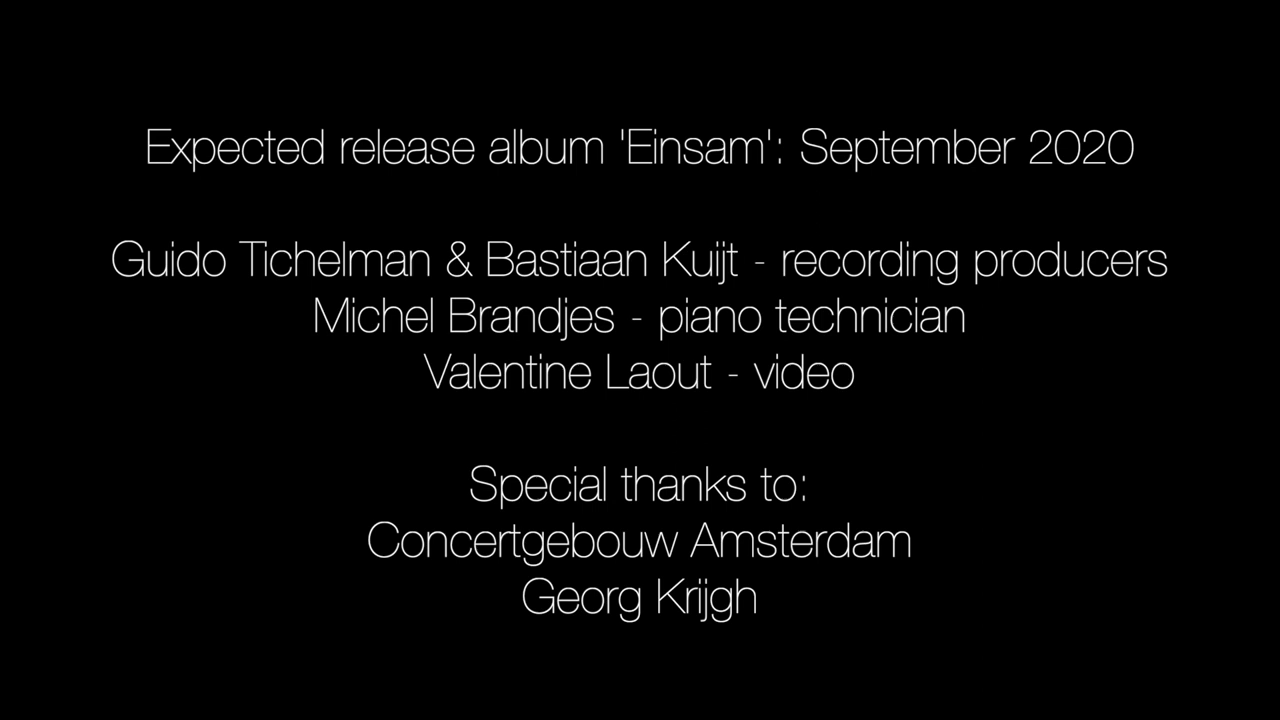 Expected release album 'Einsam': September 2020
Guido Tichelman & Bastiaan Kuijt - recording producers
Michel Brandjes - piano technician
Valentine Laout - video
Special thanks to:
Concertgebouw Amsterdam
Georg Krijgh